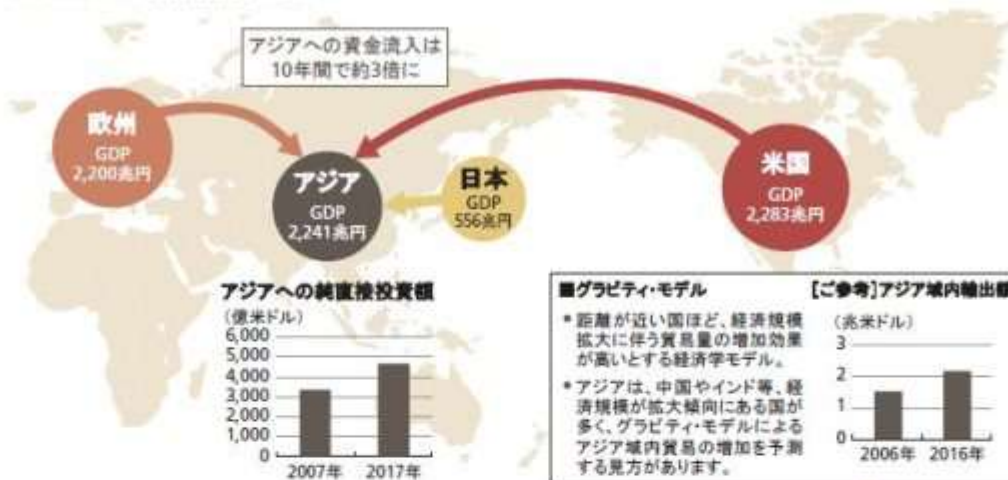 アジアへの資金流入は
10年間で約3倍に
欧州
GDP
2,200兆円
アジア
GDP
2,241兆円
日本
GDP
556兆円
米国
GDP
2,283兆円
アジアへの純直接投資額
(億米ドル)
6,000
5,000
4,000
3,000
2,000
1,000
0
2007年 2017年
■グラビティ・モデル
*距離が近い国ほど、経済規模
拡大に伴う貿易量の増加効果
が高いとする経済学モデル。
*アジアは、中国やインド等、経
済規模が拡大傾向にある国が
多く、グラビティ・モデルによる
アジア域内貿易の増加を予測
する見方があります。
[ご参考]アジア域内輸出額
(兆米ドル)
3
2
1
0
2006年 2016年